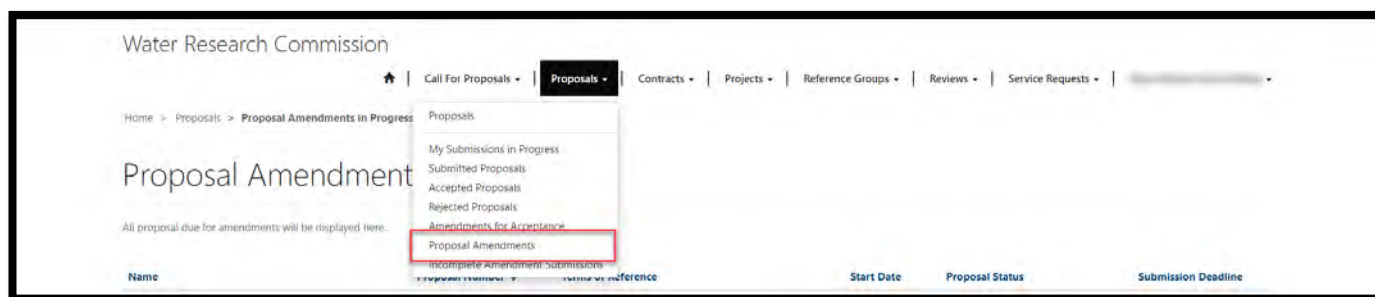 Water Research Commission
Call For Proposals | Proposals | Contracts | Projects | Reference Groups | Reviews | Service Requests |
Home > Proposals > Proposal Amendments in Progress
Proposals
My Submissions in Progress
Proposal Amendment
Submitted Proposals
Accepted Proposals
Rejected Proposals
All proposal due for amendments will be displayed here.
Amendments for Acceptance
Proposal Amendments
Incomplete Amendment Submissions
Name Proposal Number Terms of Reference Start Date Proposal Status Submission Deadline